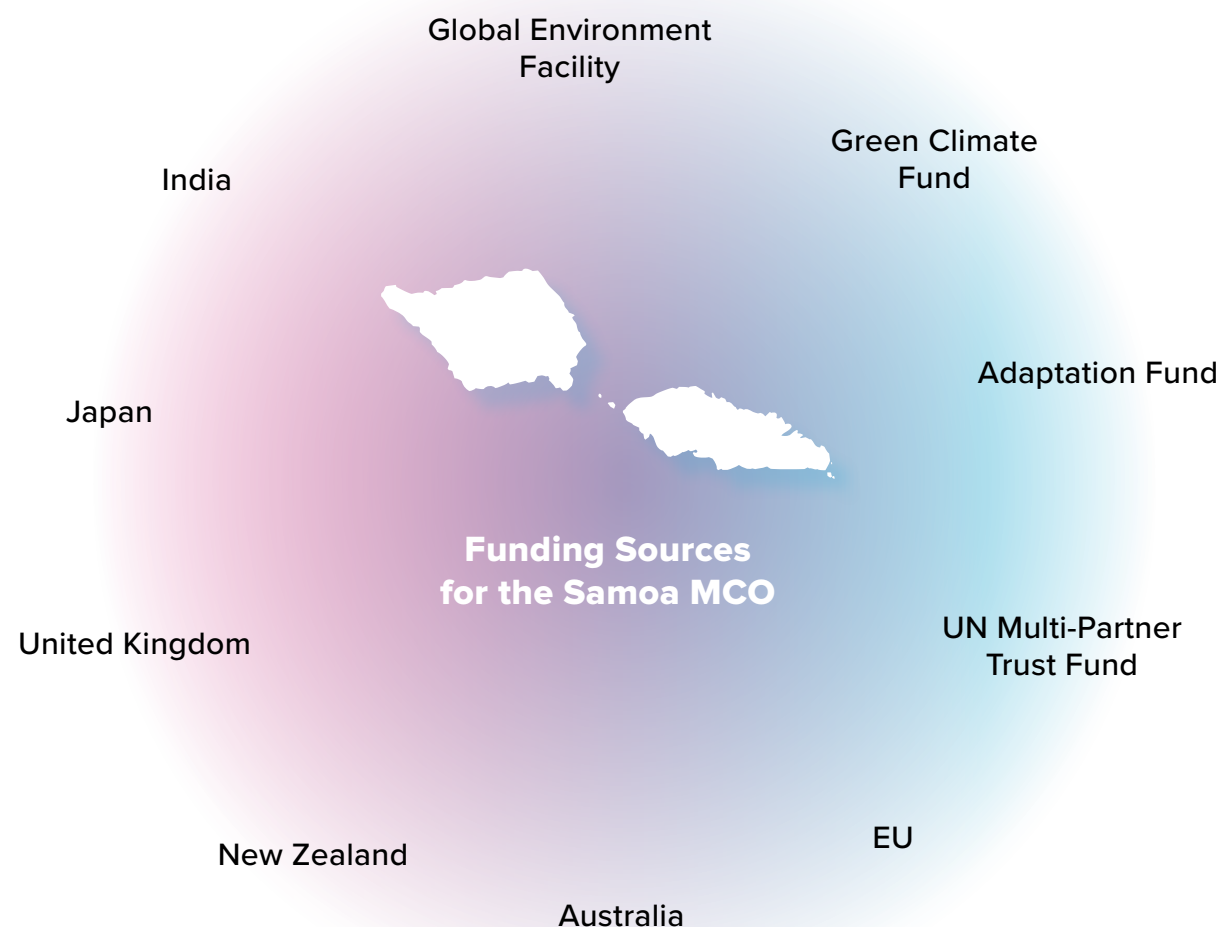 Global Environment
Facility
Green Climate
Fund
India
Adaptation Fund
Japan
Funding Sources
for the Samoa MCO
United Kingdom
UN Multi-Partner
Trust Fund
EU
New Zealand
Australia